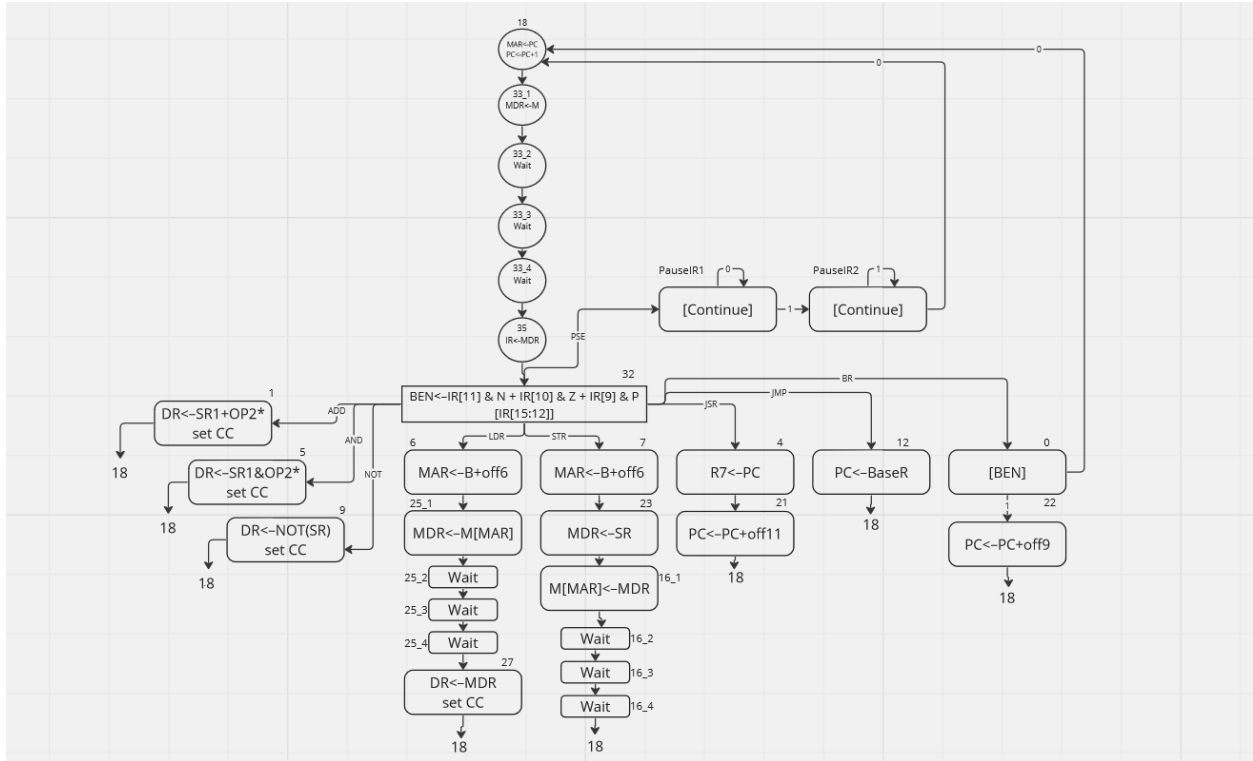 18
MAR<-PC
PC<-PC+1
0
0
33_1
MDR<-M
33_2
Wait
33_3
Wait
33_4
Wait
35
IR<-MDR
PauseIR1
0
[Continue]
1
PauseIR2
1
[Continue]
PSE
32
BEN<–IR[11] & N + IR[10] & Z + IR[9] & P
[IR[15:12]]
ADD
AND
NOT
LDR
STR
JSR
JMP
BR
1
DR<–SR1+OP2*
set CC
18
5
DR<–SR1&OP2*
set CC
18
9
DR<–NOT(SR)
set CC
18
6
MAR<–B+off6
25_1
MDR<–M[MAR]
25_2
Wait
25_3
Wait
25_4
Wait
27
DR<–MDR
set CC
18
7
MAR<–B+off6
23
MDR<–SR
16_1
M[MAR]<–MDR
Wait
16_2
Wait
16_3
Wait
16_4
18
4
R7<–PC
21
PC<–PC+off11
18
12
PC<–BaseR
18
0
[BEN]
1
22
PC<–PC+off9
18